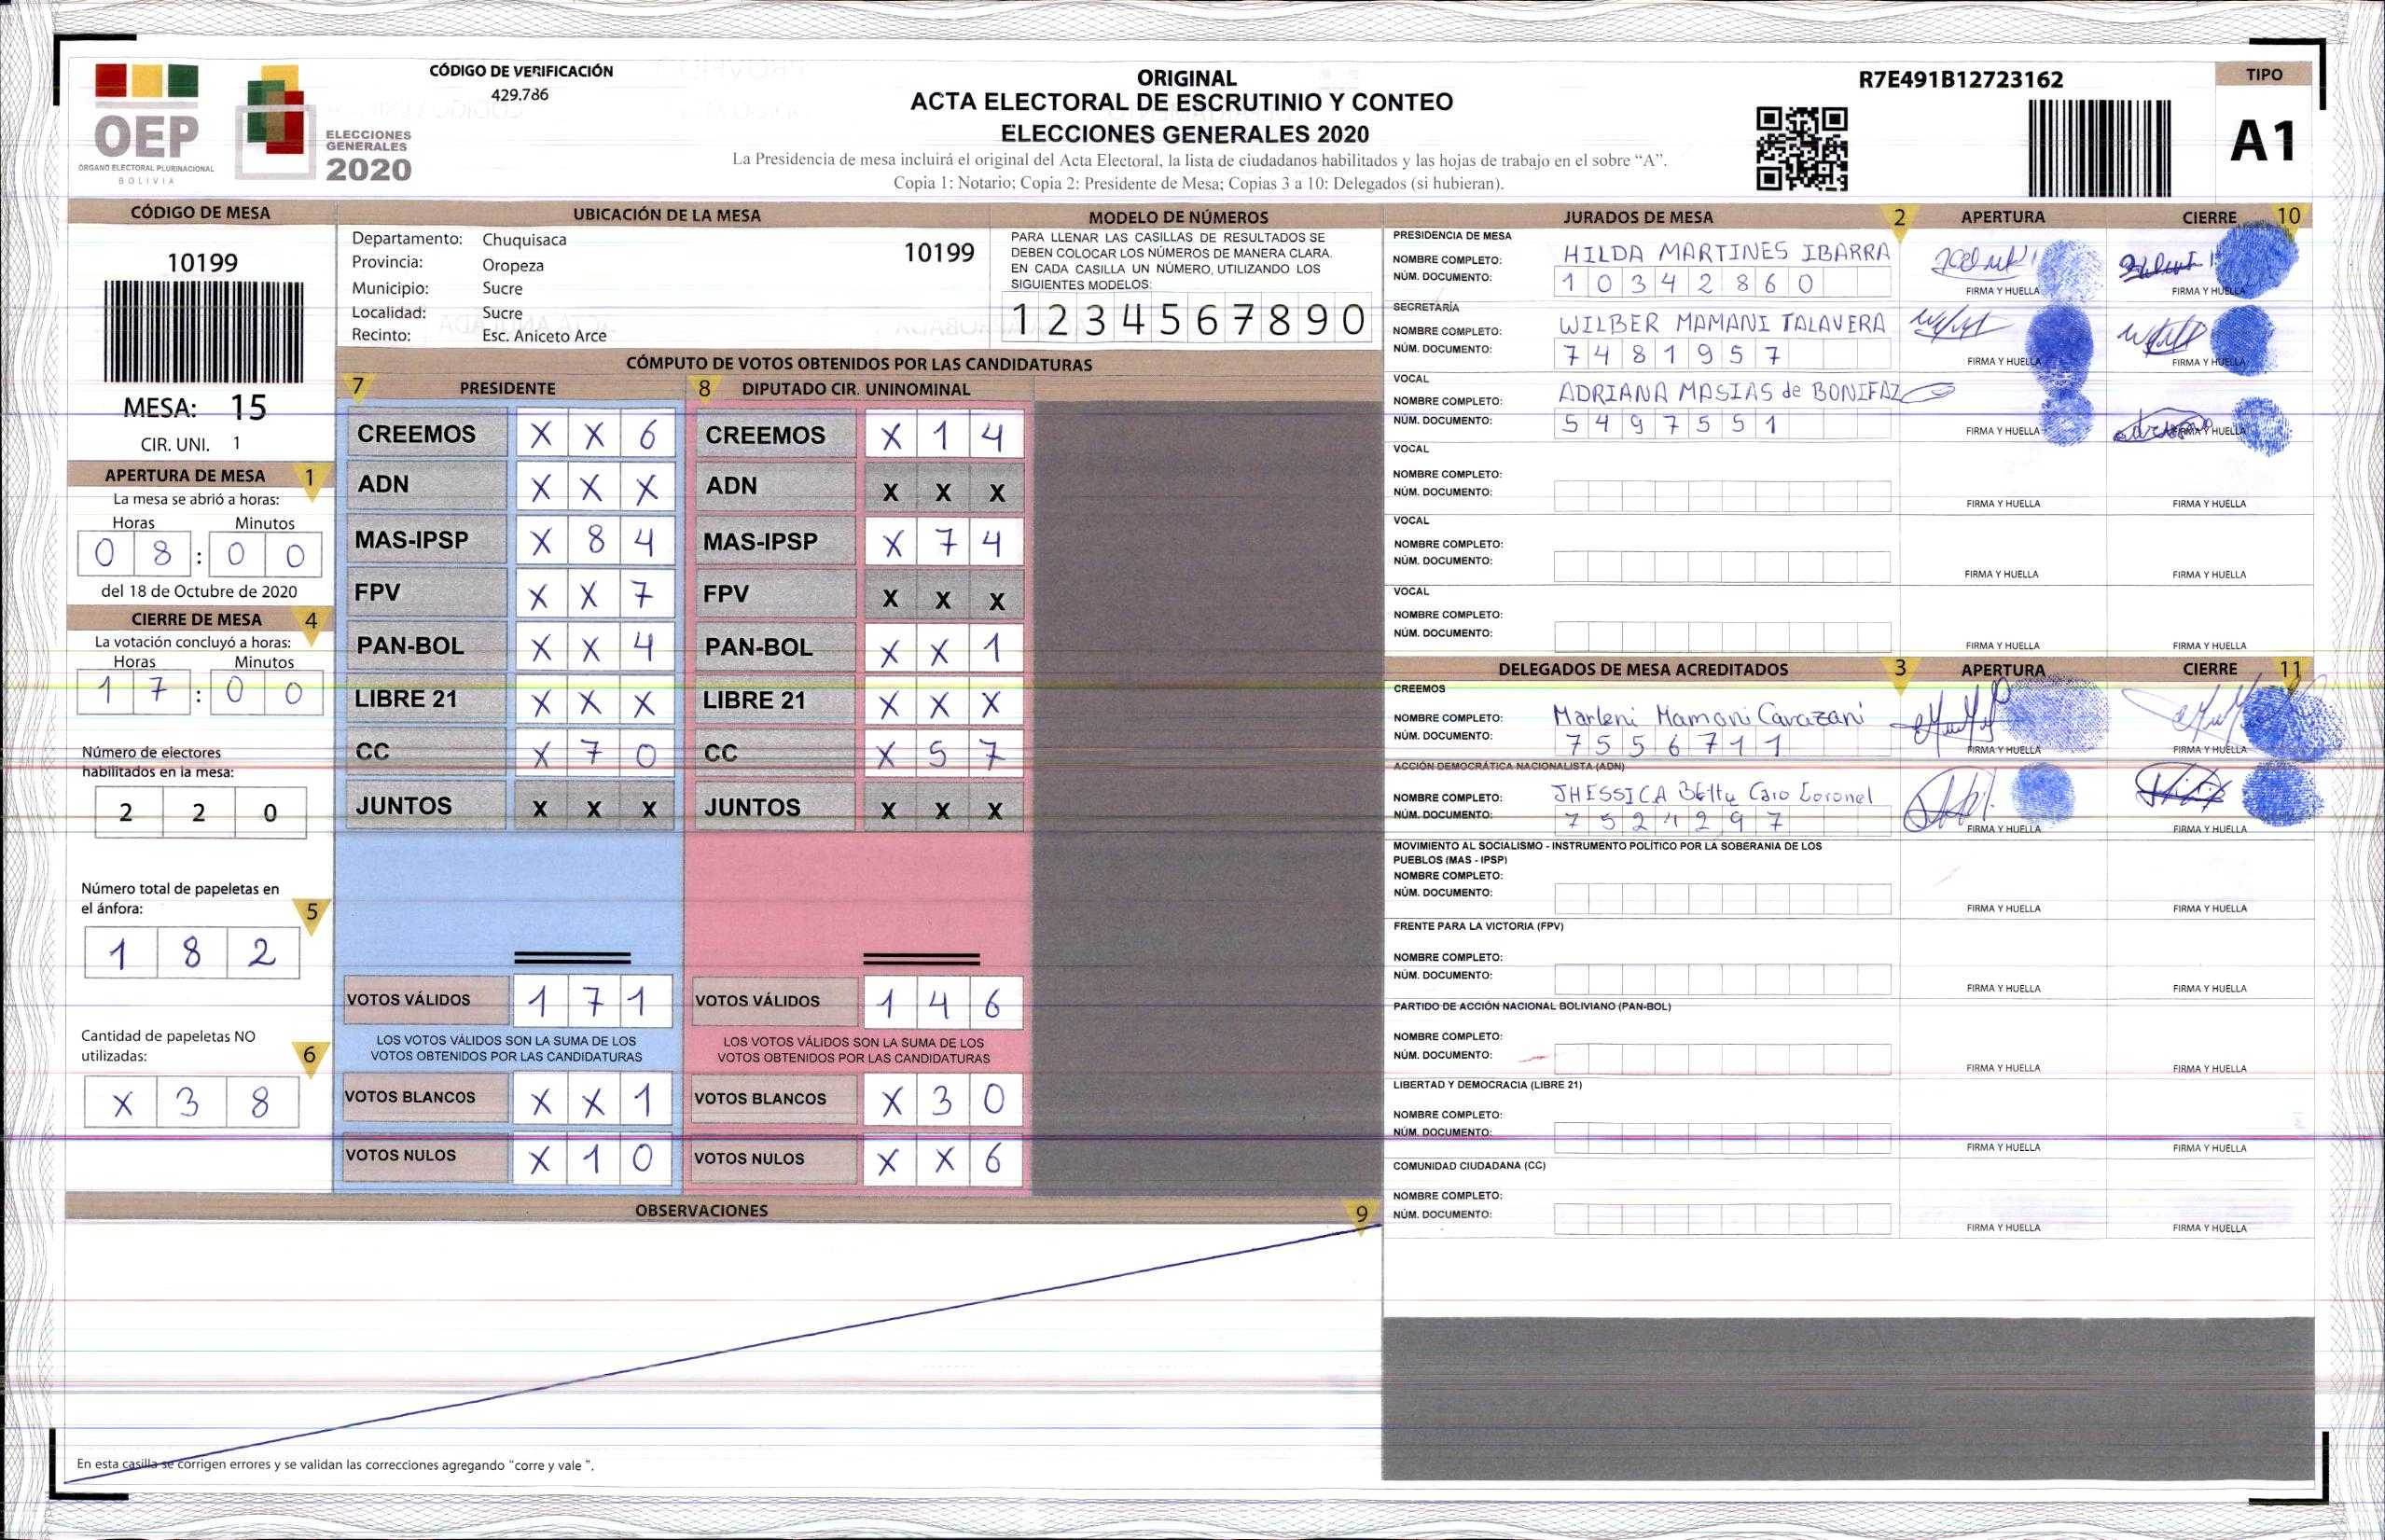 OEP
ÓRGANO ELECTORAL PLURINACIONAL
BOLIVIA
ELECCIONES
GENERALES
2020
CÓDIGO DE VERIFICACIÓN
429.786
ORIGINAL
ACTA ELECTORAL DE ESCRUTINIO Y CONTEO
ELECCIONES GENERALES 2020
La Presidencia de mesa incluirá el original del Acta Electoral, la lista de ciudadanos habilitados y las hojas de trabajo en el sobre “A”.
Copia 1: Notario; Copia 2: Presidente de Mesa; Copias 3 a 10: Delegados (si hubieran).
R7E491B12723162
TIPO
A1
CÓDIGO DE MESA
10199
MESA: 15
CIR. UNI. 1
APERTURA DE MESA 1
La mesa se abrió a horas:
Horas Minutos
0 8 : 0 0
del 18 de Octubre de 2020
CIERRE DE MESA 4
La votación concluyó a horas:
Horas Minutos
1 7 : 0 0
Número de electores
habilitados en la mesa:
2 2 0
Número total de papeletas en
el ánfora: 5
1 8 2
Cantidad de papeletas NO
utilizadas: 6
X 3 8
UBICACIÓN DE LA MESA
Departamento: Chuquisaca
Provincia: Oropeza
Municipio: Sucre
Localidad: Sucre
Recinto: Esc. Aniceto Arce
10199
MODELO DE NÚMEROS
PARA LLENAR LAS CASILLAS DE RESULTADOS SE
DEBEN COLOCAR LOS NÚMEROS DE MANERA CLARA.
EN CADA CASILLA UN NÚMERO, UTILIZANDO LOS
SIGUIENTES MODELOS:
1 2 3 4 5 6 7 8 9 0
CÓMPUTO DE VOTOS OBTENIDOS POR LAS CANDIDATURAS
7 PRESIDENTE 8 DIPUTADO CIR. UNINOMINAL
CREEMOS X X 6 CREEMOS X 1 4
ADN X X X ADN X X X
MAS-IPSP X 8 4 MAS-IPSP X 7 4
FPV X X 7 FPV X X X
PAN-BOL X X 4 PAN-BOL X X 1
LIBRE 21 X X X LIBRE 21 X X X
CC X 7 0 CC X 5 7
JUNTOS X X X JUNTOS X X X
VOTOS VÁLIDOS 1 7 1 VOTOS VÁLIDOS 1 4 6
LOS VOTOS VÁLIDOS SON LA SUMA DE LOS LOS VOTOS VÁLIDOS SON LA SUMA DE LOS
VOTOS OBTENIDOS POR LAS CANDIDATURAS VOTOS OBTENIDOS POR LAS CANDIDATURAS
VOTOS BLANCOS X X 1 VOTOS BLANCOS X 3 0
VOTOS NULOS X 1 0 VOTOS NULOS X X 6
OBSERVACIONES 9
En esta casilla se corrigen errores y se validan las correcciones agregando “corre y vale ”.
JURADOS DE MESA 2 APERTURA CIERRE 10
PRESIDENCIA DE MESA
NOMBRE COMPLETO: HILDA MARTINES IBARRA
NÚM. DOCUMENTO: 1 0 3 4 2 8 6 0
FIRMA Y HUELLA FIRMA Y HUELLA
SECRETARÍA
NOMBRE COMPLETO: WILBER MAMANI TALAVERA
NÚM. DOCUMENTO: 7 4 8 1 9 5 7
FIRMA Y HUELLA FIRMA Y HUELLA
VOCAL
NOMBRE COMPLETO: ADRIANA MASIAS de BONIFAZ
NÚM. DOCUMENTO: 5 4 9 7 5 5 1
FIRMA Y HUELLA FIRMA Y HUELLA
VOCAL
NOMBRE COMPLETO:
NÚM. DOCUMENTO:
FIRMA Y HUELLA FIRMA Y HUELLA
VOCAL
NOMBRE COMPLETO:
NÚM. DOCUMENTO:
FIRMA Y HUELLA FIRMA Y HUELLA
VOCAL
NOMBRE COMPLETO:
NÚM. DOCUMENTO:
FIRMA Y HUELLA FIRMA Y HUELLA
DELEGADOS DE MESA ACREDITADOS 3 APERTURA CIERRE 11
CREEMOS
NOMBRE COMPLETO: Marleni Mamani Cavazani
NÚM. DOCUMENTO: 7 5 5 6 7 1 1
FIRMA Y HUELLA FIRMA Y HUELLA
ACCIÓN DEMOCRÁTICA NACIONALISTA (ADN)
NOMBRE COMPLETO: JHESSICA Betty Caro Coronel
NÚM. DOCUMENTO: 7 5 2 4 2 9 7
FIRMA Y HUELLA FIRMA Y HUELLA
MOVIMIENTO AL SOCIALISMO - INSTRUMENTO POLÍTICO POR LA SOBERANIA DE LOS
PUEBLOS (MAS - IPSP)
NOMBRE COMPLETO:
NÚM. DOCUMENTO:
FIRMA Y HUELLA FIRMA Y HUELLA
FRENTE PARA LA VICTORIA (FPV)
NOMBRE COMPLETO:
NÚM. DOCUMENTO:
FIRMA Y HUELLA FIRMA Y HUELLA
PARTIDO DE ACCIÓN NACIONAL BOLIVIANO (PAN-BOL)
NOMBRE COMPLETO:
NÚM. DOCUMENTO:
FIRMA Y HUELLA FIRMA Y HUELLA
LIBERTAD Y DEMOCRACIA (LIBRE 21)
NOMBRE COMPLETO:
NÚM. DOCUMENTO:
FIRMA Y HUELLA FIRMA Y HUELLA
COMUNIDAD CIUDADANA (CC)
NOMBRE COMPLETO:
NÚM. DOCUMENTO:
FIRMA Y HUELLA FIRMA Y HUELLA